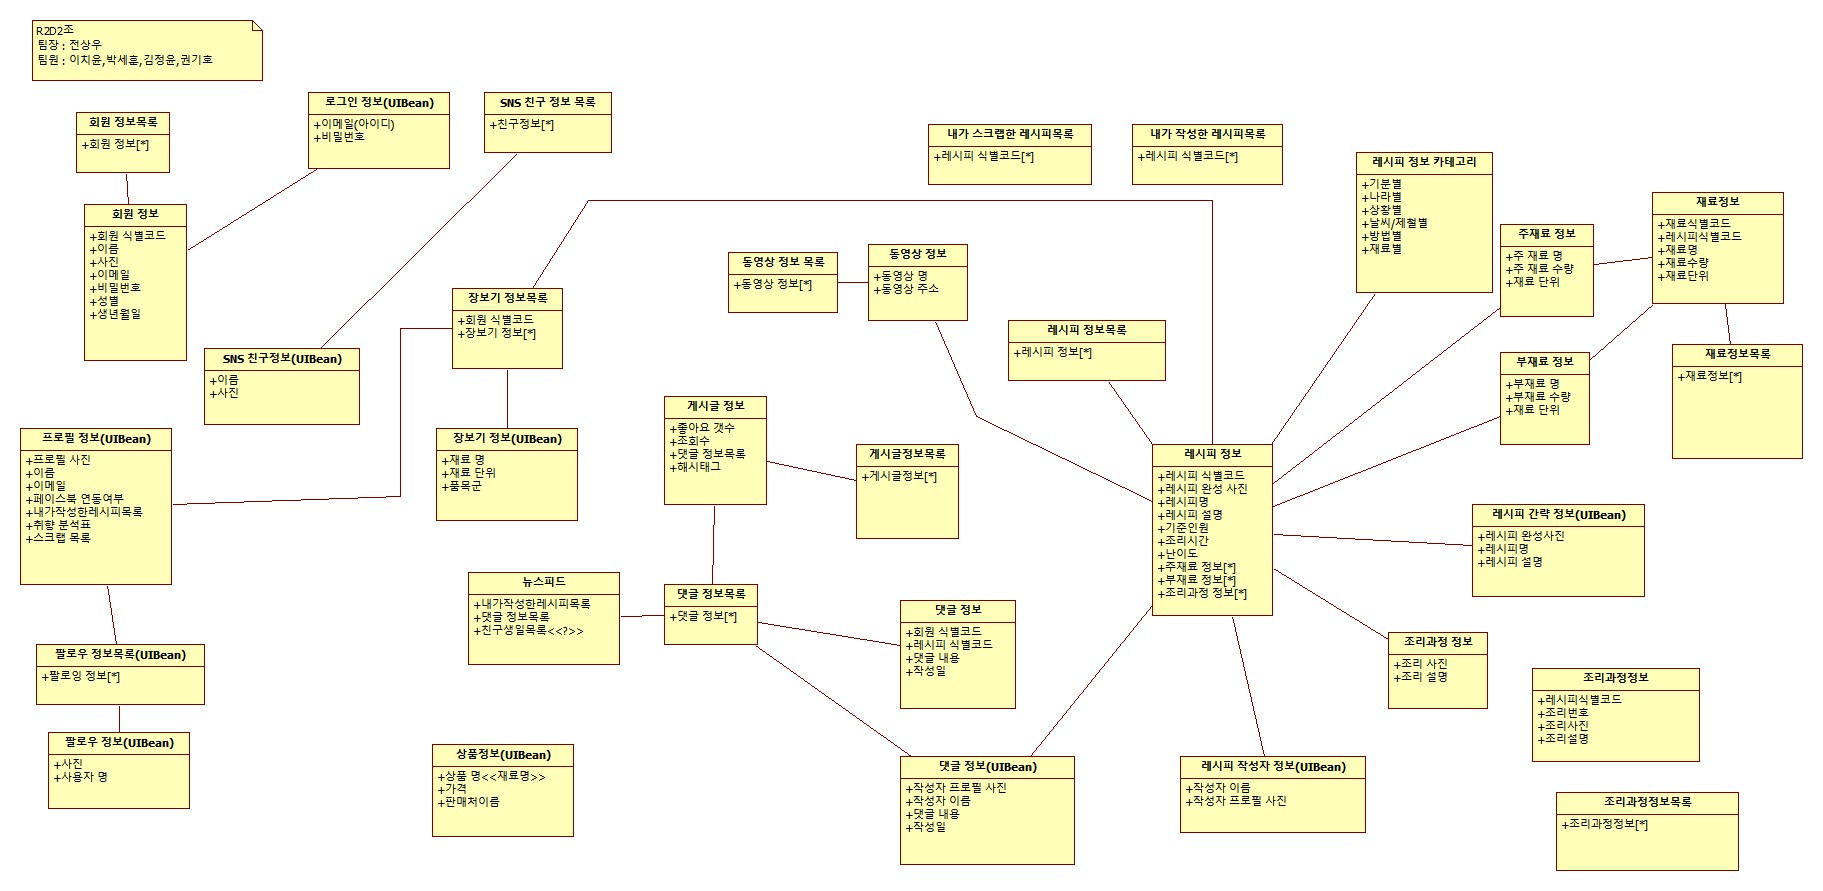 R2D2조
팀장 : 전상우
팀원 : 이치윤,박세훈,김정윤,권기호
회원 정보목록
+회원 정보[*]
로그인 정보(UIBean)
+이메일(아이디)
+비밀번호
SNS 친구 정보 목록
+친구정보[*]
회원 정보
+회원 식별코드
+이름
+사진
+이메일
+비밀번호
+성별
+생년월일
SNS 친구정보(UIBean)
+이름
+사진
장보기 정보목록
+회원 식별코드
+장보기 정보[*]
장보기 정보(UIBean)
+재료 명
+재료 단위
+품목군
프로필 정보(UIBean)
+프로필 사진
+이름
+이메일
+페이스북 연동여부
+내가작성한레시피목록
+취향 분석표
+스크랩 목록
팔로우 정보목록(UIBean)
+팔로잉 정보[*]
팔로우 정보(UIBean)
+사진
+사용자 명
내가 스크랩한 레시피목록
+레시피 식별코드[*]
내가 작성한 레시피목록
+레시피 식별코드[*]
동영상 정보 목록
+동영상 정보[*]
동영상 정보
+동영상 명
+동영상 주소
레시피 정보목록
+레시피 정보[*]
레시피 정보 카테고리
+기분별
+나라별
+상황별
+날씨/제철별
+방법별
+재료별
주재료 정보
+주 재료 명
+주 재료 수량
+재료 단위
재료정보
+재료식별코드
+레시피식별코드
+재료명
+재료수량
+재료단위
부재료 정보
+부재료 명
+부재료 수량
+재료 단위
재료정보목록
+재료정보[*]
게시글 정보
+좋아요 갯수
+조회수
+댓글 정보목록
+해시태그
게시글정보목록
+게시글정보[*]
레시피 정보
+레시피 식별코드
+레시피 완성 사진
+레시피명
+레시피 설명
+기준인원
+조리시간
+난이도
+주재료 정보[*]
+부재료 정보[*]
+조리과정 정보[*]
레시피 간략 정보(UIBean)
+레시피 완성사진
+레시피명
+레시피 설명
뉴스피드
+내가작성한레시피목록
+댓글 정보목록
+친구생일목록<<?>>
댓글 정보목록
+댓글 정보[*]
댓글 정보
+회원 식별코드
+레시피 식별코드
+댓글 내용
+작성일
조리과정 정보
+조리 사진
+조리 설명
조리과정정보
+레시피식별코드
+조리번호
+조리사진
+조리설명
상품정보(UIBean)
+상품 명<<재료명>>
+가격
+판매처이름
댓글 정보(UIBean)
+작성자 프로필 사진
+작성자 이름
+댓글 내용
+작성일
레시피 작성자 정보(UIBean)
+작성자 이름
+작성자 프로필 사진
조리과정정보목록
+조리과정정보[*]